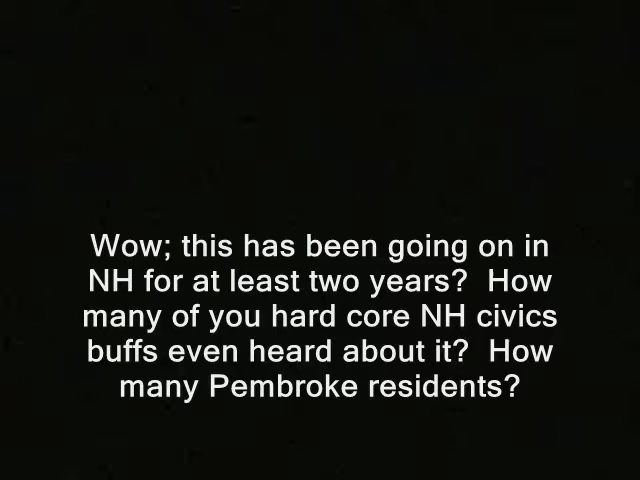 Wow; this has been going on in
NH for at least two years?  How
many of you hard core NH civics
buffs even heard about it?  How
many Pembroke residents?